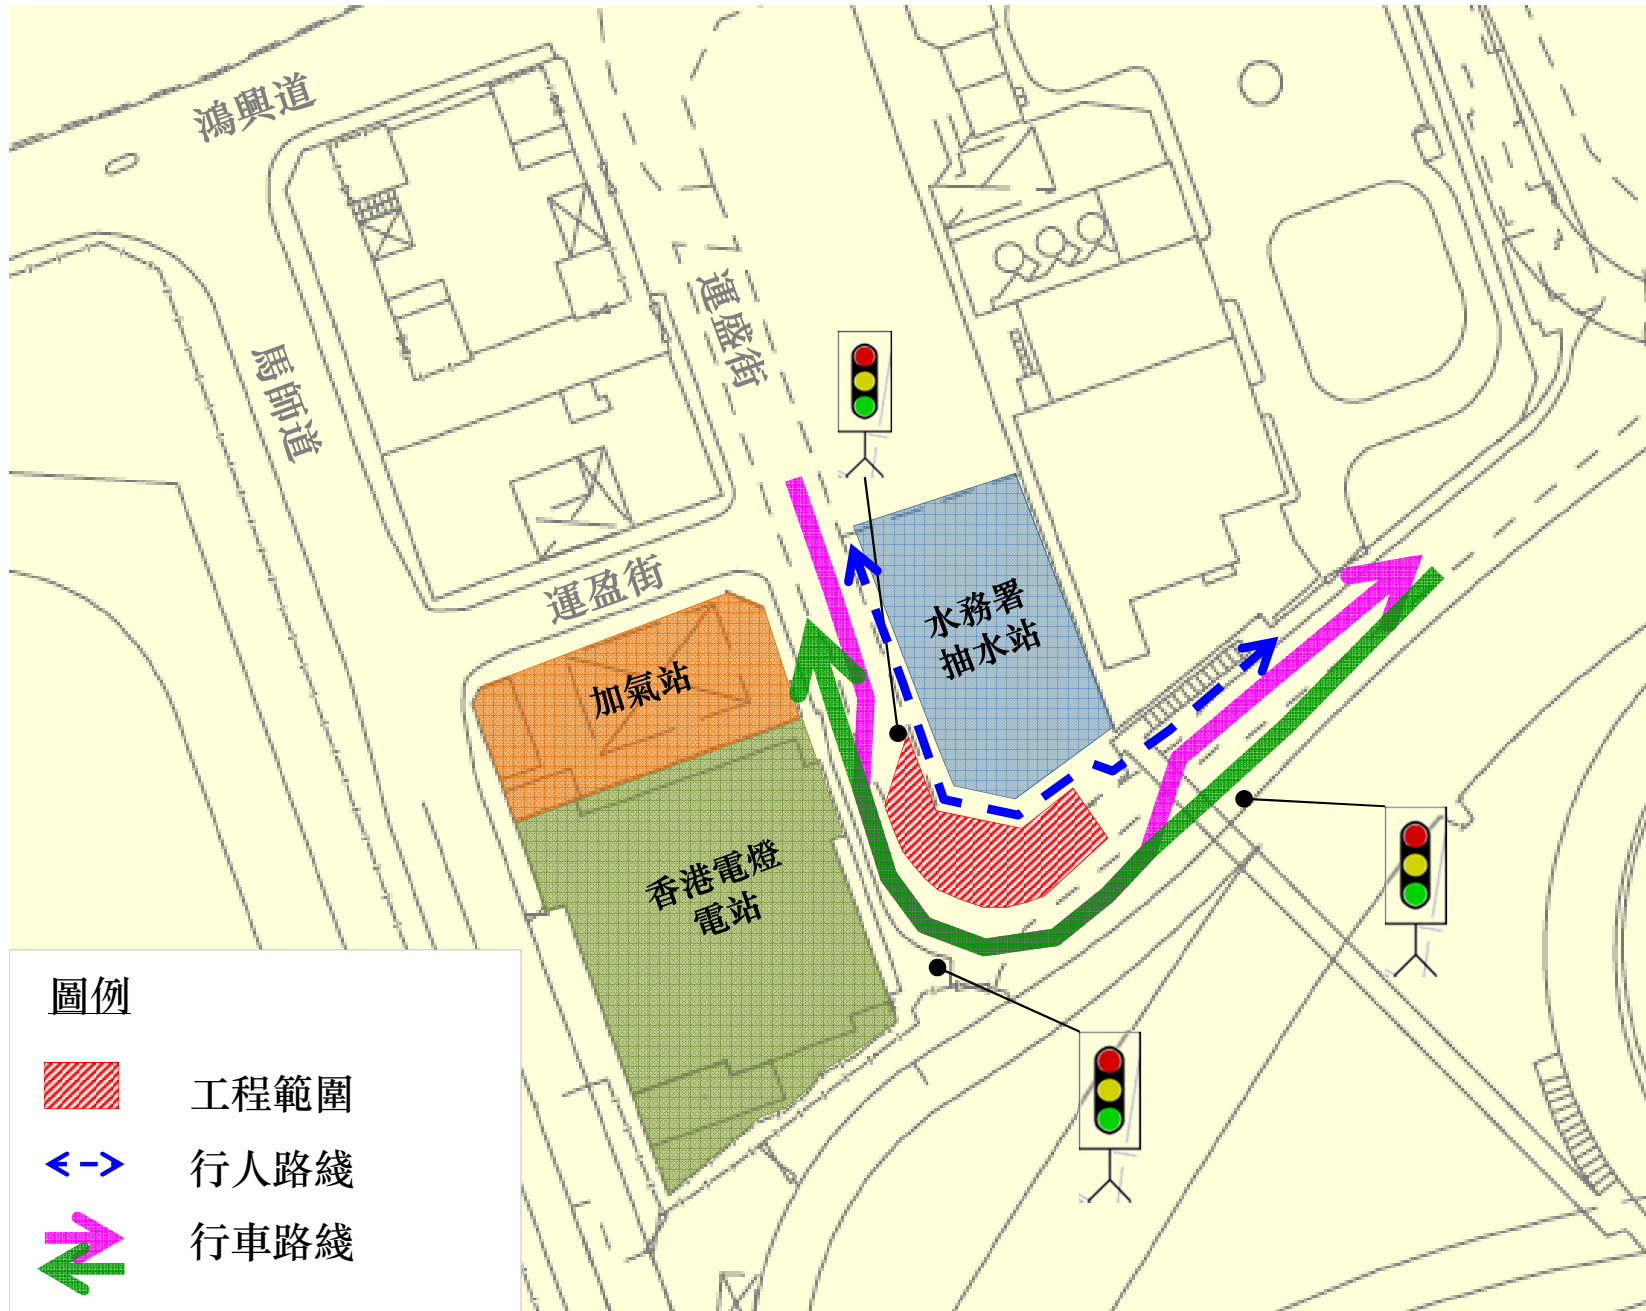 鴻興道
運盛街
馬師道
運盈街
水務署
抽水站
加氣站
香港電燈
電站
圖例
工程範圍
行人路綫
行車路綫